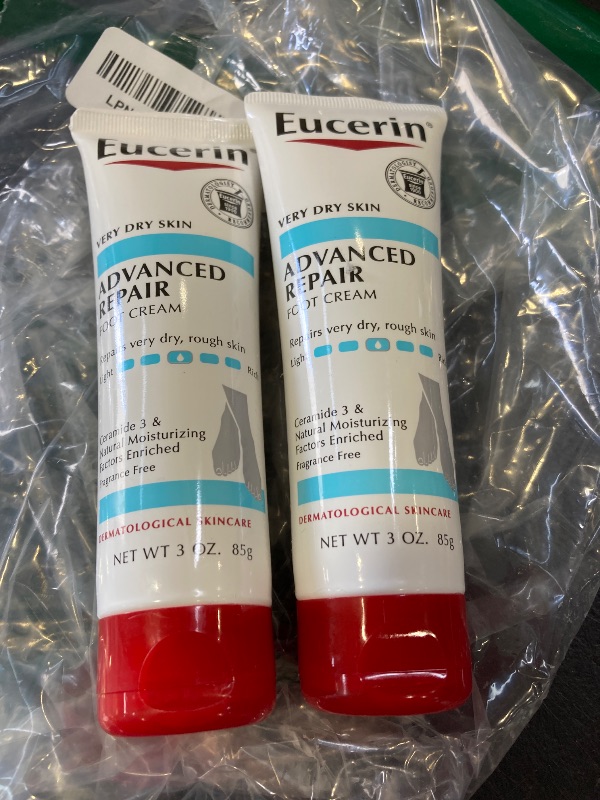 LPN
Eucerin
VERY DRY SKIN
ADVANCED
REPAIR
FOOT CREAM
Repairs very dry, rough skin
Light Rich
Ceramide 3 &
Natural Moisturizing
Factors Enriched
Fragrance Free
DERMATOLOGICAL SKINCARE
NET WT 3 OZ. 85g
Eucerin®
VERY DRY SKIN
ADVANCED
REPAIR
FOOT CREAM
Repairs very dry, rough skin
Light
Ceramide 3 &
Natural Moisturizing
Factors Enriched
Fragrance Free
DERMATOLOGICAL SKINCARE
NET WT 3 OZ. 85g